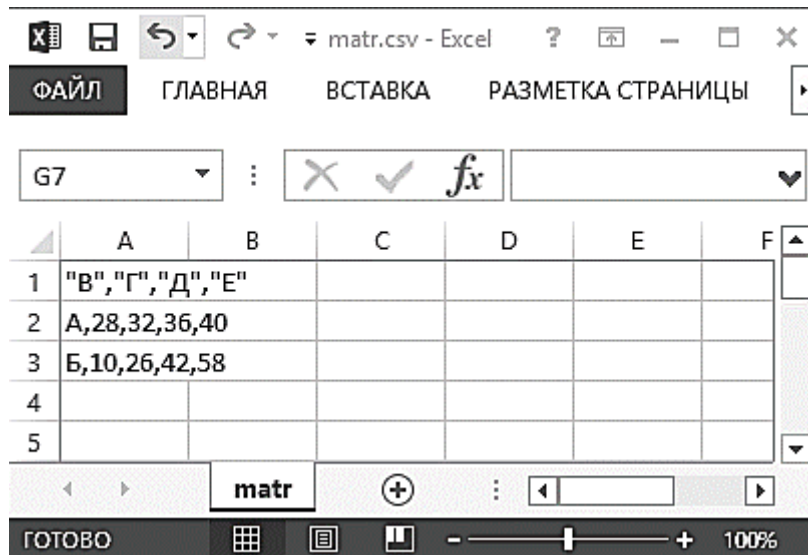 matr.csv - Excel ?
ФАЙЛ ГЛАВНАЯ ВСТАВКА РАЗМЕТКА СТРАНИЦЫ
G7 fx
A B C D E F
1 "В","Г","Д","Е"
2 А,28,32,36,40
3 Б,10,26,42,58
4
5
matr
ГОТОВО 100%